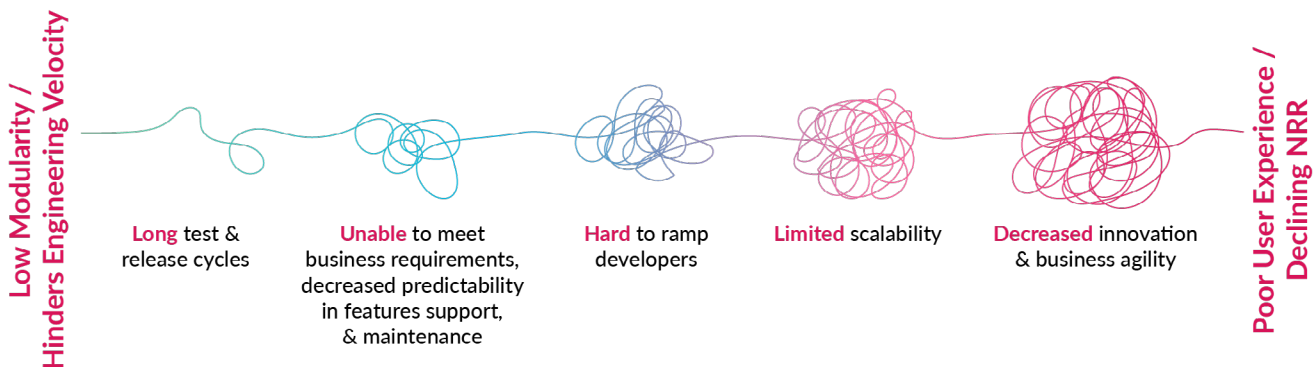 Low Modularity /
Hinders Engineering Velocity
Long test &
release cycles
Unable to meet
business requirements,
decreased predictability
in features support,
& maintenance
Hard to ramp
developers
Limited scalability
Decreased innovation
& business agility
Poor User Experience /
Declining NRR